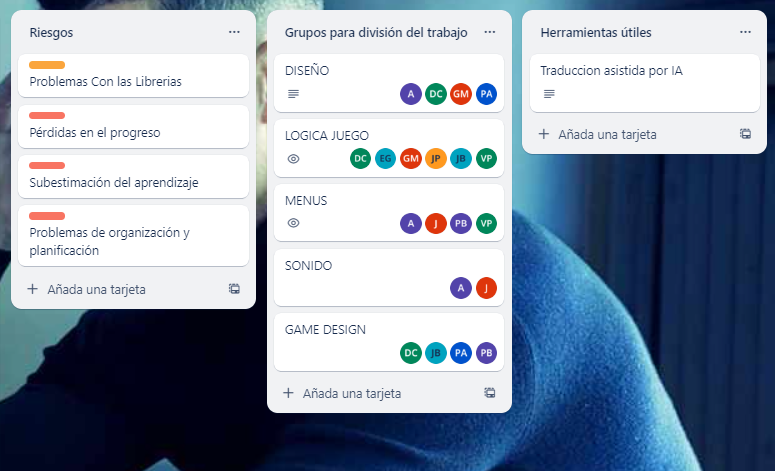 Riesgos
Problemas Con las Librerias
Pérdidas en el progreso
Subestimación del aprendizaje
Problemas de organización y
planificación
Añada una tarjeta
Grupos para división del trabajo
DISEÑO
A DC GM PA
LOGICA JUEGO
DC EG GM JP JB VP
MENUS
A J PB VP
SONIDO
A J
GAME DESIGN
DC JB PA PB
Añada una tarjeta
Herramientas útiles
Traduccion asistida por IA
Añada una tarjeta